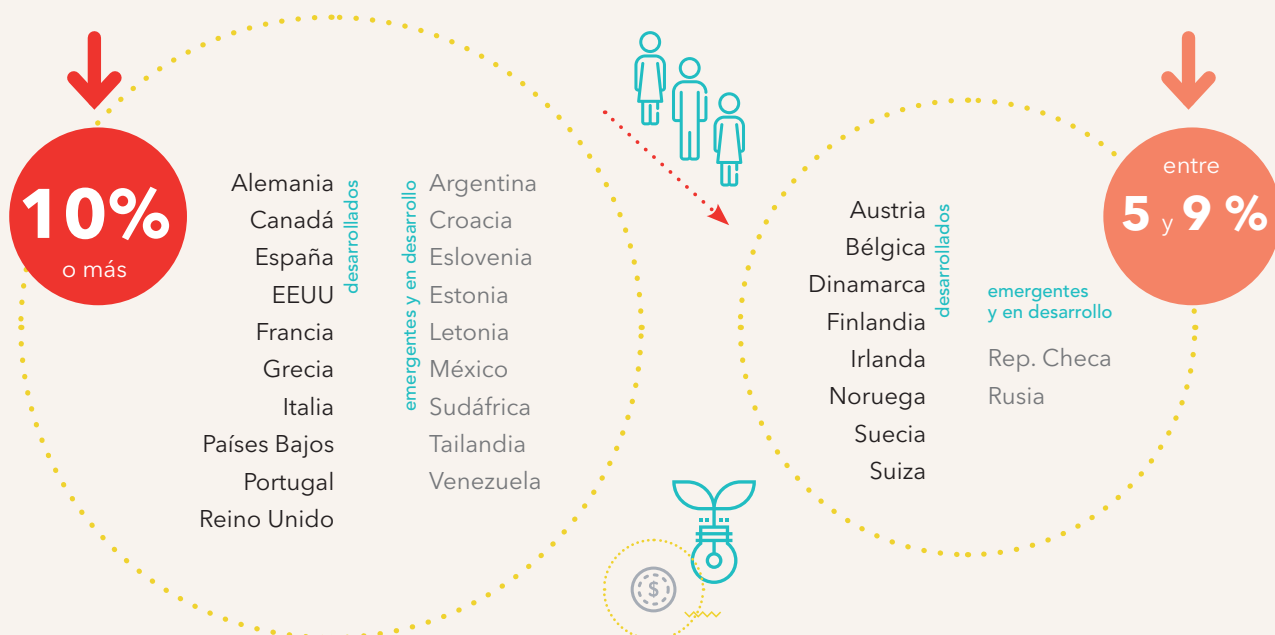 10%
o más
desarrollados
Alemania
Canadá
España
EEUU
Francia
Grecia
Italia
Países Bajos
Portugal
Reino Unido
emergentes y en desarrollo
Argentina
Croacia
Eslovenia
Estonia
Letonia
México
Sudáfrica
Tailandia
Venezuela
$
entre
5 y 9 %
desarrollados
Austria
Bélgica
Dinamarca
Finlandia
Irlanda
Noruega
Suecia
Suiza
emergentes
y en desarrollo
Rep. Checa
Rusia